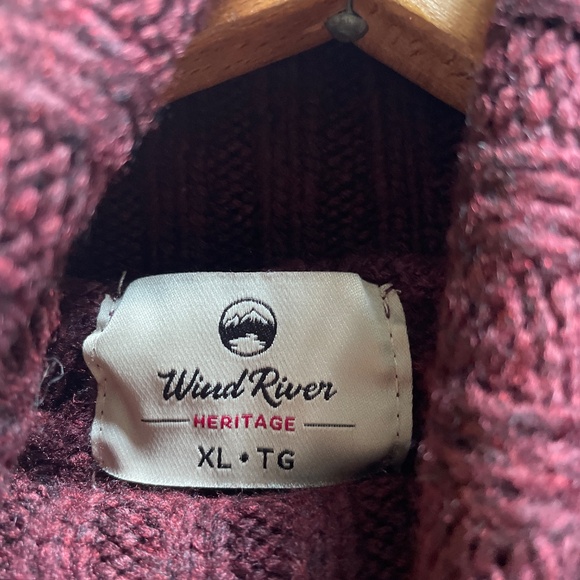 Wind River
HERITAGE
XL • TG